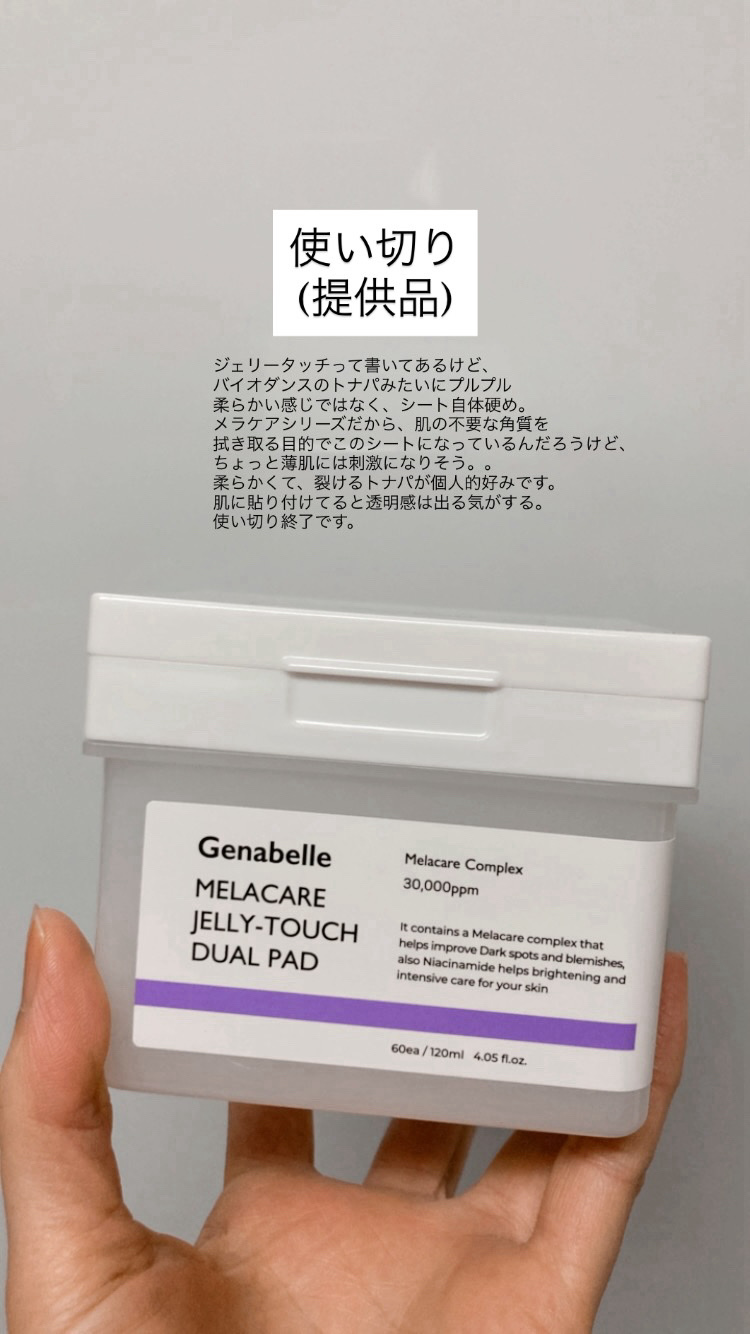 使い切り
(提供品)
ジェリータッチって書いてあるけど、
バイオダンスのトナパみたいにプルプル
柔らかい感じではなく、シート自体硬め。
メラケアシリーズだから、肌の不要な角質を
拭き取る目的でこのシートになっているんだろうけど、
ちょっと薄肌には刺激になりそう。。
柔らかくて、裂けるトナパが個人的好みです。
肌に貼り付けてると透明感は出る気がする。
使い切り終了です。
Genabelle
MELACARE
JELLY-TOUCH
DUAL PAD
Melacare Complex
30,000ppm
It contains a Melacare complex that
helps improve Dark spots and blemishes,
also Niacinamide helps brightening and
intensive care for your skin
60ea / 120ml 4.05 fl.oz.